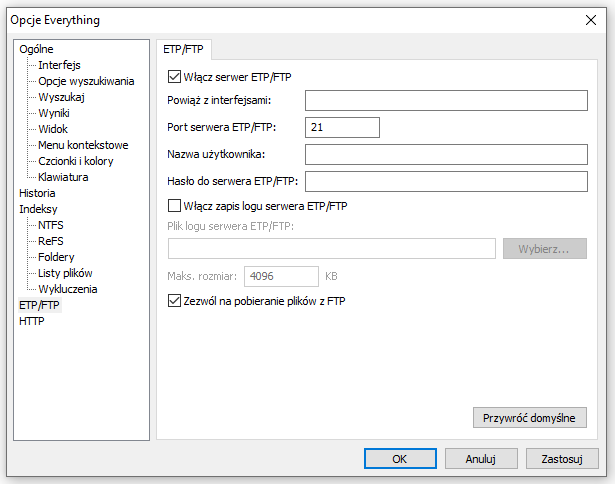 Opcje Everything
Ogólne
Interfejs
Opcje wyszukiwania
Wyszukaj
Wyniki
Widok
Menu kontekstowe
Czcionki i kolory
Klawiatura
Historia
Indeksy
NTFS
ReFS
Foldery
Listy plików
Wykluczenia
ETP/FTP
HTTP
ETP/FTP
Włącz serwer ETP/FTP
Powiąż z interfejsami:
Port serwera ETP/FTP: 21
Nazwa użytkownika:
Hasło do serwera ETP/FTP:
Włącz zapis logu serwera ETP/FTP
Plik logu serwera ETP/FTP:
Wybierz...
Maks. rozmiar: 4096 KB
Zezwól na pobieranie plików z FTP
Przywróć domyślne
OK Anuluj Zastosuj